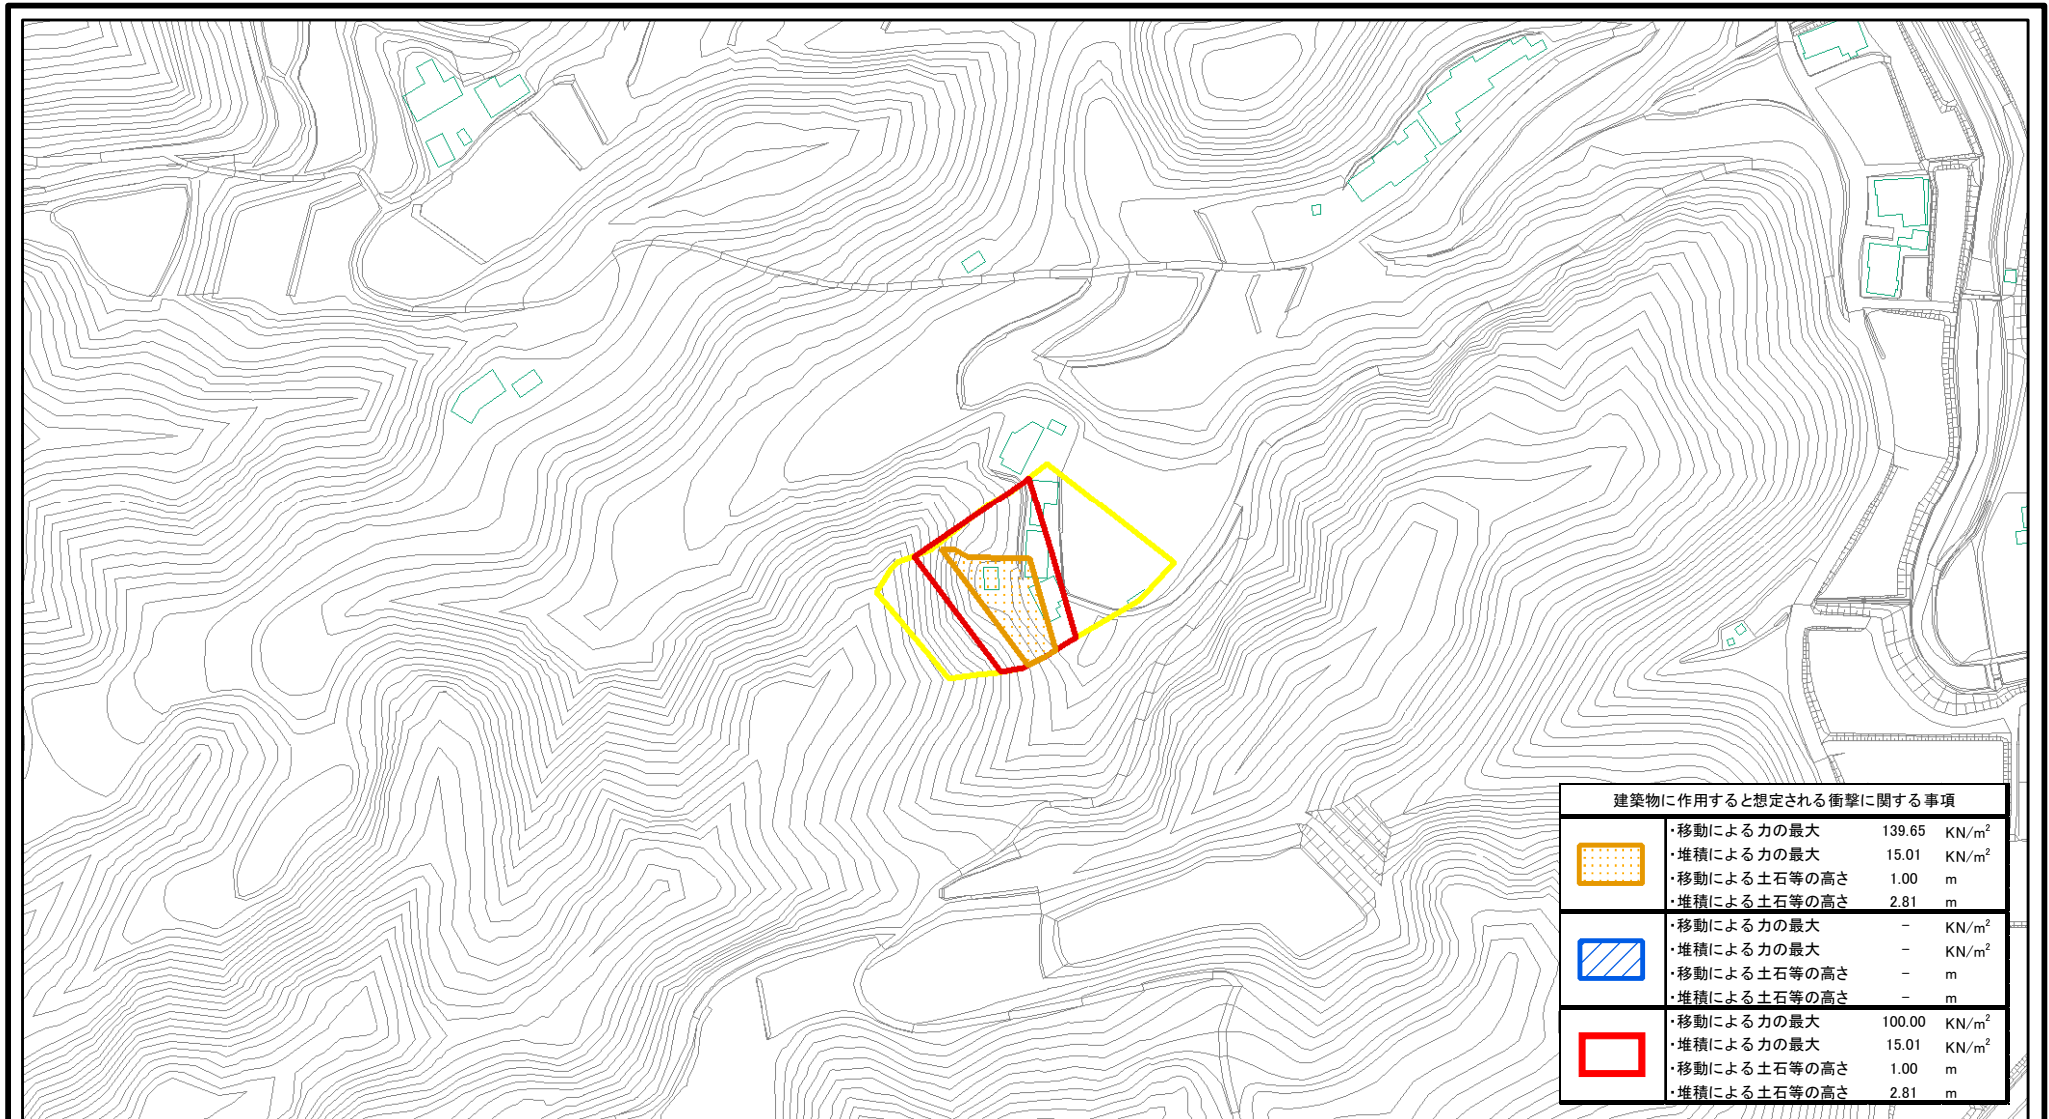 建築物に作用すると想定される衝撃に関する事項
・移動による力の最大 139.65 KN/m²
・堆積による力の最大 15.01 KN/m²
・移動による土石等の高さ 1.00 m
・堆積による土石等の高さ 2.81 m
・移動による力の最大 − KN/m²
・堆積による力の最大 − KN/m²
・移動による土石等の高さ − m
・堆積による土石等の高さ − m
・移動による力の最大 100.00 KN/m²
・堆積による力の最大 15.01 KN/m²
・移動による土石等の高さ 1.00 m
・堆積による土石等の高さ 2.81 m